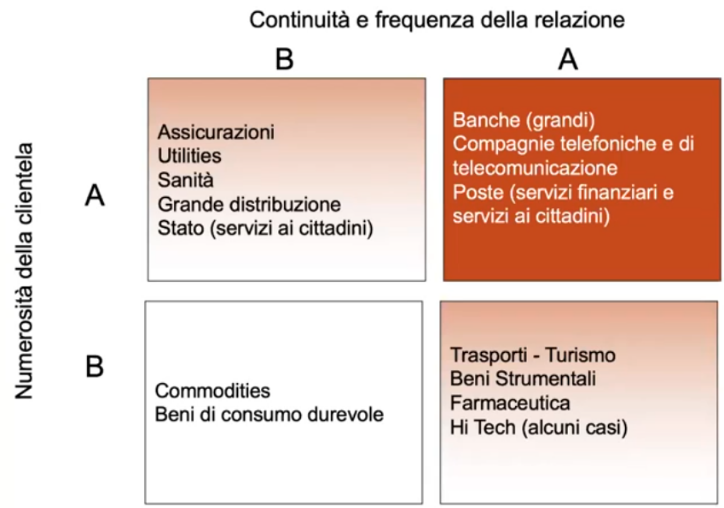 Continuità e frequenza della relazione
B
A
Numerosità della clientela
A
Assicurazioni
Utilities
Sanità
Grande distribuzione
Stato (servizi ai cittadini)
Banche (grandi)
Compagnie telefoniche e di
telecomunicazione
Poste (servizi finanziari e
servizi ai cittadini)
B
Commodities
Beni di consumo durevole
Trasporti - Turismo
Beni Strumentali
Farmaceutica
Hi Tech (alcuni casi)